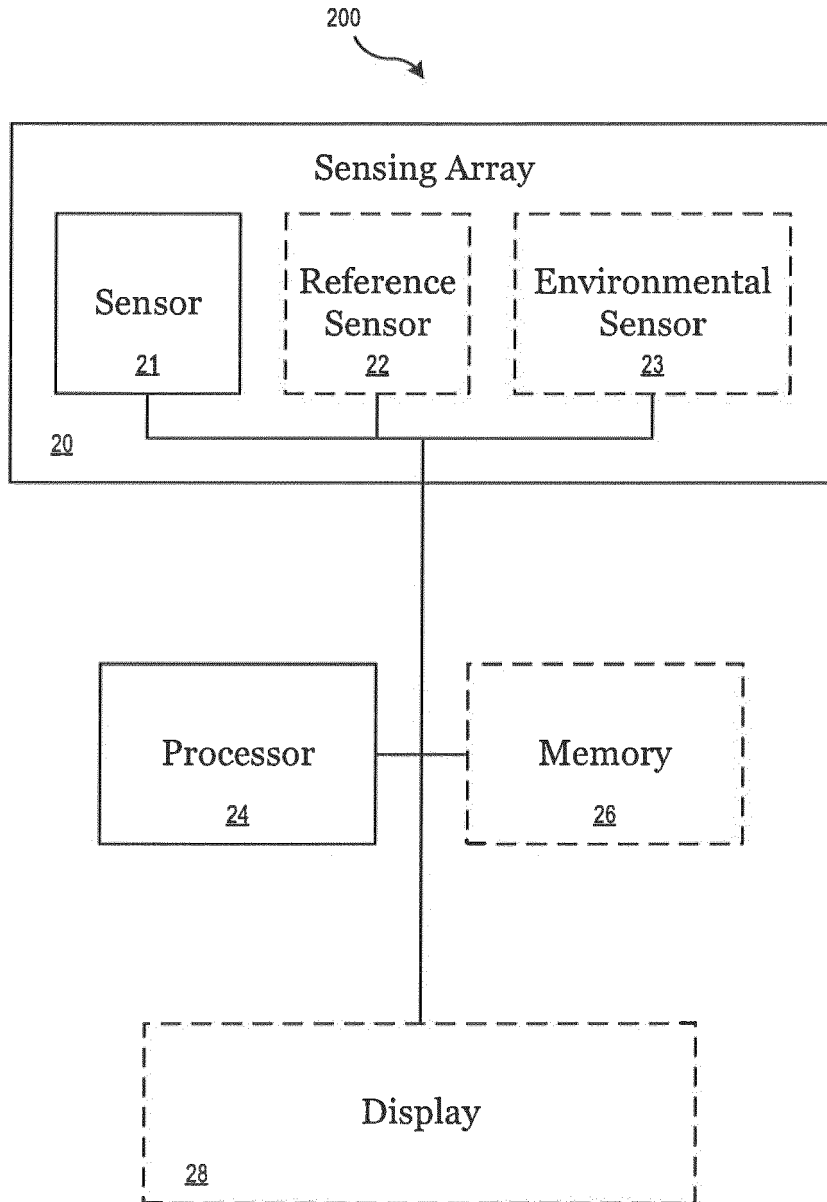 200
Sensing Array
Sensor
21
Reference
Sensor
22
Environmental
Sensor
23
20
Processor
24
Memory
26
Display
28